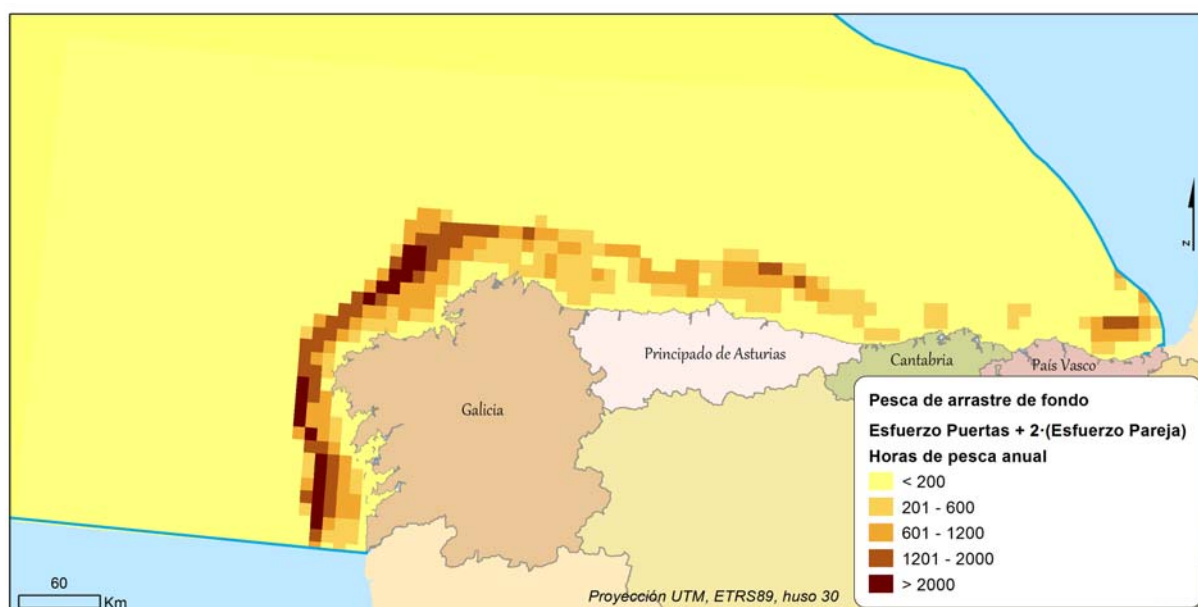 Z
Principado de Asturias
Cantabria
País Vasco
Galicia
Pesca de arrastre de fondo
Esfuerzo Puertas + 2·(Esfuerzo Pareja)
Horas de pesca anual
< 200
201 - 600
601 - 1200
1201 - 2000
> 2000
60
Km
Proyección UTM, ETRS89, huso 30